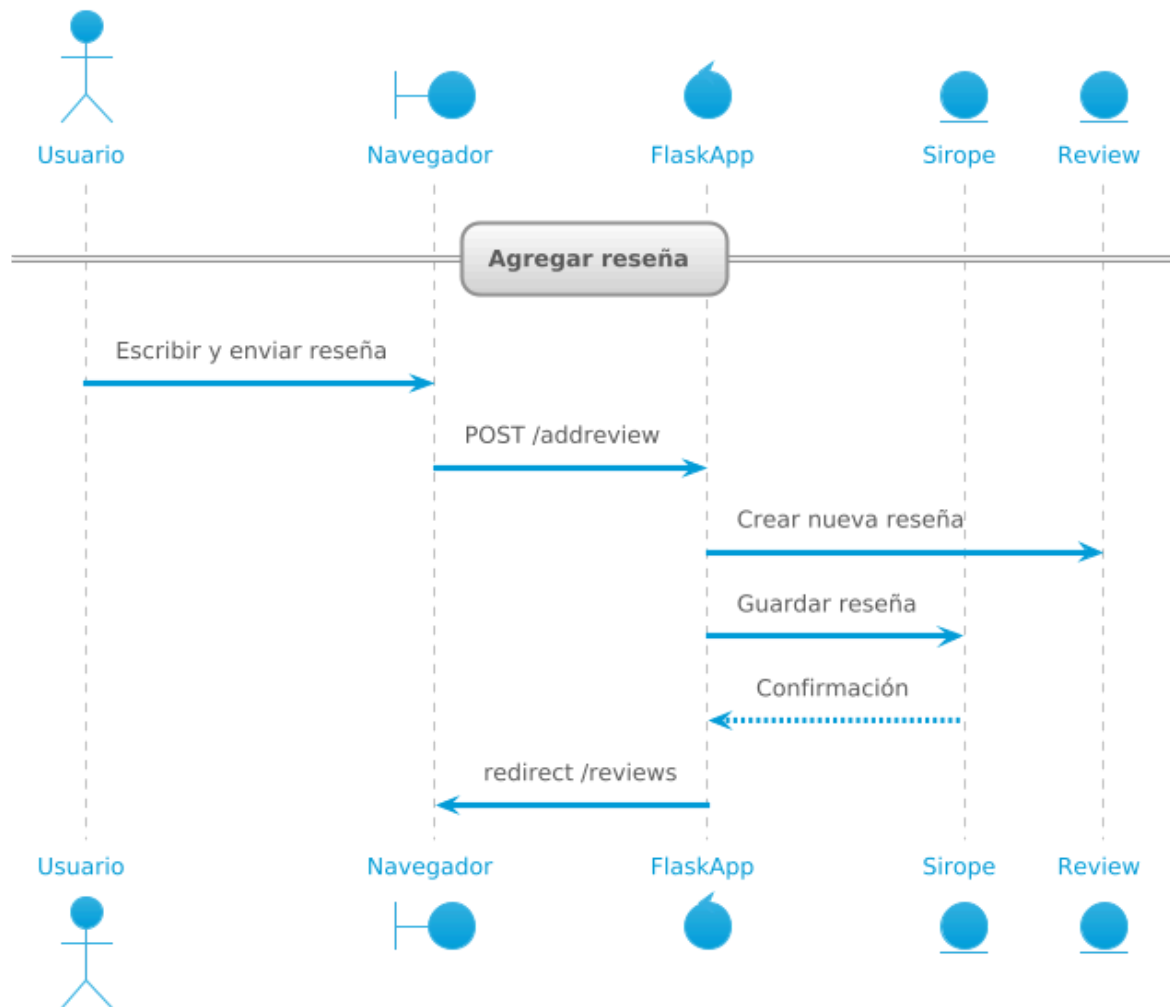 Usuario
Navegador
FlaskApp
Sirope
Review
Agregar reseña
Escribir y enviar reseña
POST /addreview
Crear nueva reseña
Guardar reseña
Confirmación
redirect /reviews
Usuario
Navegador
FlaskApp
Sirope
Review